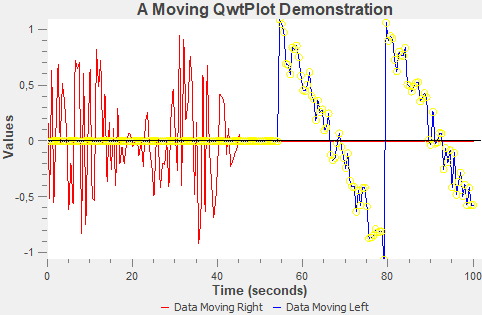 A Moving QwtPlot Demonstration
Values
1
0,5
0
-0,5
-1
0 20 40 60 80 100
Time (seconds)
Data Moving Right Data Moving Left